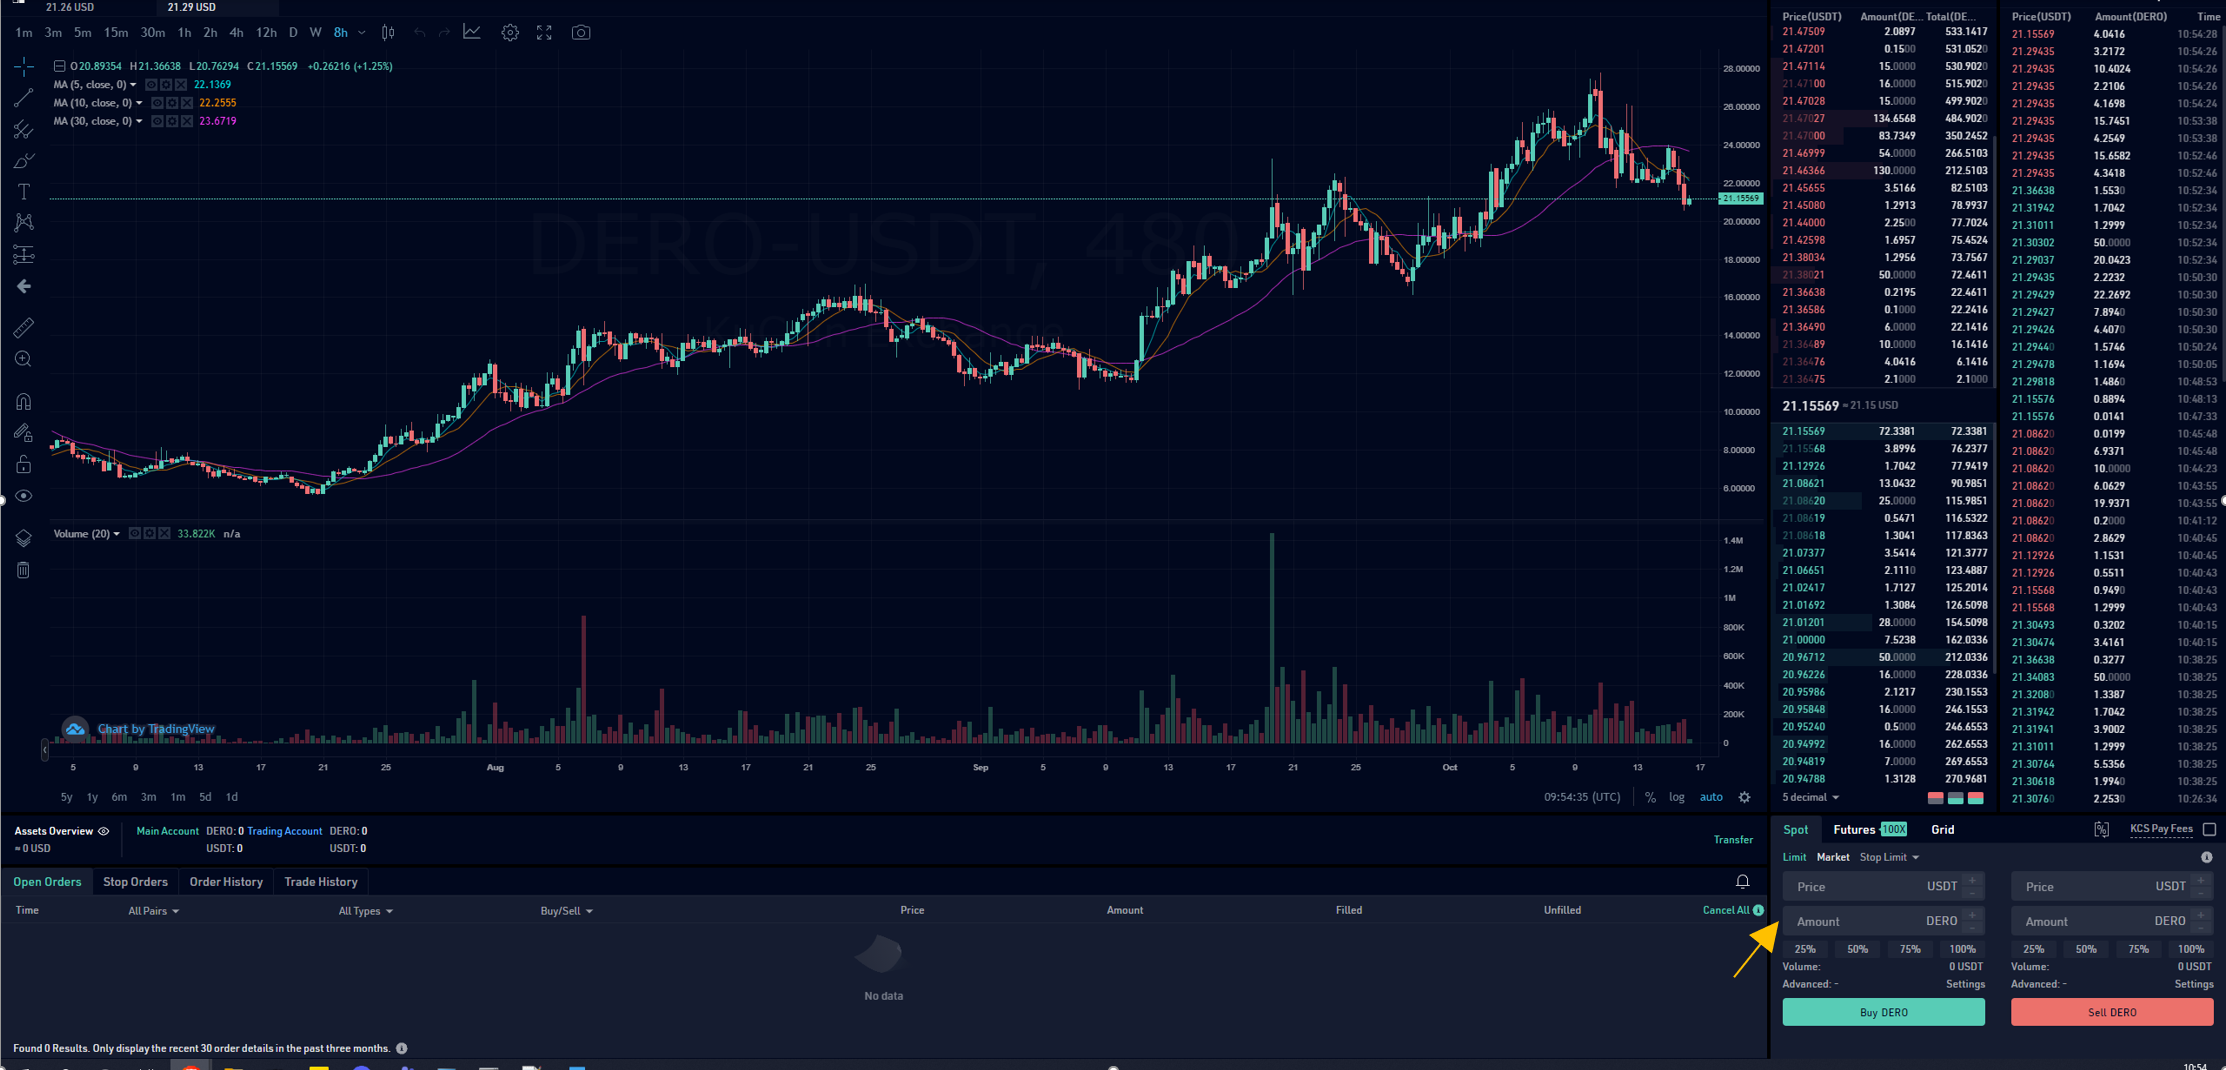 21.26 USD
21.29 USD
1m 3m 5m 15m 30m 1h 2h 4h 12h D W 8h
O 20.89354 H 21.36638 L 20.76294 C 21.15569 +0.26216 (+1.25%)
MA (5, close, 0) 22.1369
MA (10, close, 0) 22.2555
MA (30, close, 0) 23.6719
DERO-USDT, 480
28.00000
26.00000
24.00000
22.00000
21.15569
20.00000
18.00000
16.00000
14.00000
12.00000
10.00000
8.00000
6.00000
Volume (20) 33.822K n/a
1.4M
1.2M
1M
800K
600K
400K
200K
0
Chart by TradingView
5 9 13 17 21 25 Aug 5 9 13 17 21 25 Sep 5 9 13 17 21 25 Oct 5 9 13 17
5y 1y 6m 3m 1m 5d 1d
09:54:35 (UTC) % log auto
Price(USDT) Amount(DE... Total(DE...
21.47509 2.0897 533.1417
21.47201 0.1500 531.0520
21.47114 15.0000 530.9020
21.47100 16.0000 515.9020
21.47028 15.0000 499.9020
21.47027 134.6568 484.9020
21.47000 83.7349 350.2452
21.46999 54.0000 266.5103
21.46366 130.0000 212.5103
21.45655 3.5166 82.5103
21.45080 1.2913 78.9937
21.44000 2.2500 77.7024
21.42598 1.6957 75.4524
21.38034 1.2956 73.7567
21.38021 50.0000 72.4611
21.36638 0.2195 22.4611
21.36586 0.1000 22.2416
21.36490 6.0000 22.1416
21.36489 10.0000 16.1416
21.36476 4.0416 6.1416
21.36475 2.1000 2.1000
21.15569 ≈ 21.15 USD
21.15569 72.3381 72.3381
21.15568 3.8996 76.2377
21.12926 1.7042 77.9419
21.08621 13.0432 90.9851
21.08620 25.0000 115.9851
21.08619 0.5471 116.5322
21.08618 1.3041 117.8363
21.07377 3.5414 121.3777
21.06651 2.1110 123.4887
21.02417 1.7127 125.2014
21.01692 1.3084 126.5098
21.01201 28.0000 154.5098
21.00000 7.5238 162.0336
20.96712 50.0000 212.0336
20.96226 16.0000 228.0336
20.95986 2.1217 230.1553
20.95848 16.0000 246.1553
20.95240 0.5000 246.6553
20.94992 16.0000 262.6553
20.94819 7.0000 269.6553
20.94788 1.3128 270.9681
5 decimal
Price(USDT) Amount(DERO) Time
21.15569 4.0416 10:54:28
21.29435 3.2172 10:54:26
21.29435 10.4024 10:54:26
21.29435 2.2106 10:54:26
21.29435 4.1698 10:54:24
21.29435 15.7451 10:53:38
21.29435 4.2549 10:53:38
21.29435 15.6582 10:52:46
21.29435 4.3418 10:52:46
21.36638 1.5530 10:52:34
21.31942 1.7042 10:52:34
21.31011 1.2999 10:52:34
21.30302 50.0000 10:52:34
21.29037 20.0423 10:52:34
21.29435 2.2232 10:50:30
21.29429 22.2692 10:50:30
21.29427 7.8940 10:50:30
21.29426 4.4070 10:50:30
21.29440 1.5746 10:50:24
21.29478 1.1694 10:50:05
21.29818 1.4860 10:48:53
21.15576 0.8894 10:48:13
21.15576 0.0141 10:47:33
21.08620 0.0199 10:45:48
21.08620 6.9371 10:45:48
21.08620 10.0000 10:44:23
21.08620 6.0629 10:43:55
21.08620 19.9371 10:43:55
21.08620 0.2000 10:41:12
21.08620 2.8629 10:40:45
21.12926 1.1531 10:40:43
21.12926 0.5511 10:40:43
21.15568 0.9490 10:40:43
21.15568 1.2999 10:40:43
21.30493 0.3202 10:40:15
21.30474 3.4161 10:40:15
21.36638 0.3277 10:38:25
21.34083 50.0000 10:38:25
21.32080 1.3387 10:38:25
21.31942 1.7042 10:38:25
21.31941 3.9002 10:38:25
21.31011 1.2999 10:38:25
21.30764 5.5356 10:38:25
21.30618 1.9940 10:38:25
21.30760 2.2530 10:26:34
Assets Overview
≈ 0 USD
Main Account DERO: 0 Trading Account DERO: 0
USDT: 0 USDT: 0
Transfer
Open Orders Stop Orders Order History Trade History
Time All Pairs All Types Buy/Sell Price Amount Filled Unfilled Cancel All
No data
Found 0 Results. Only display the recent 30 order details in the past three months.
Spot Futures 100X Grid KCS Pay Fees
Limit Market Stop Limit
Price USDT
Amount DERO
25% 50% 75% 100%
Volume: 0 USDT
Advanced: - Settings
Buy DERO
Price USDT
Amount DERO
25% 50% 75% 100%
Volume: 0 USDT
Advanced: - Settings
Sell DERO
10:54